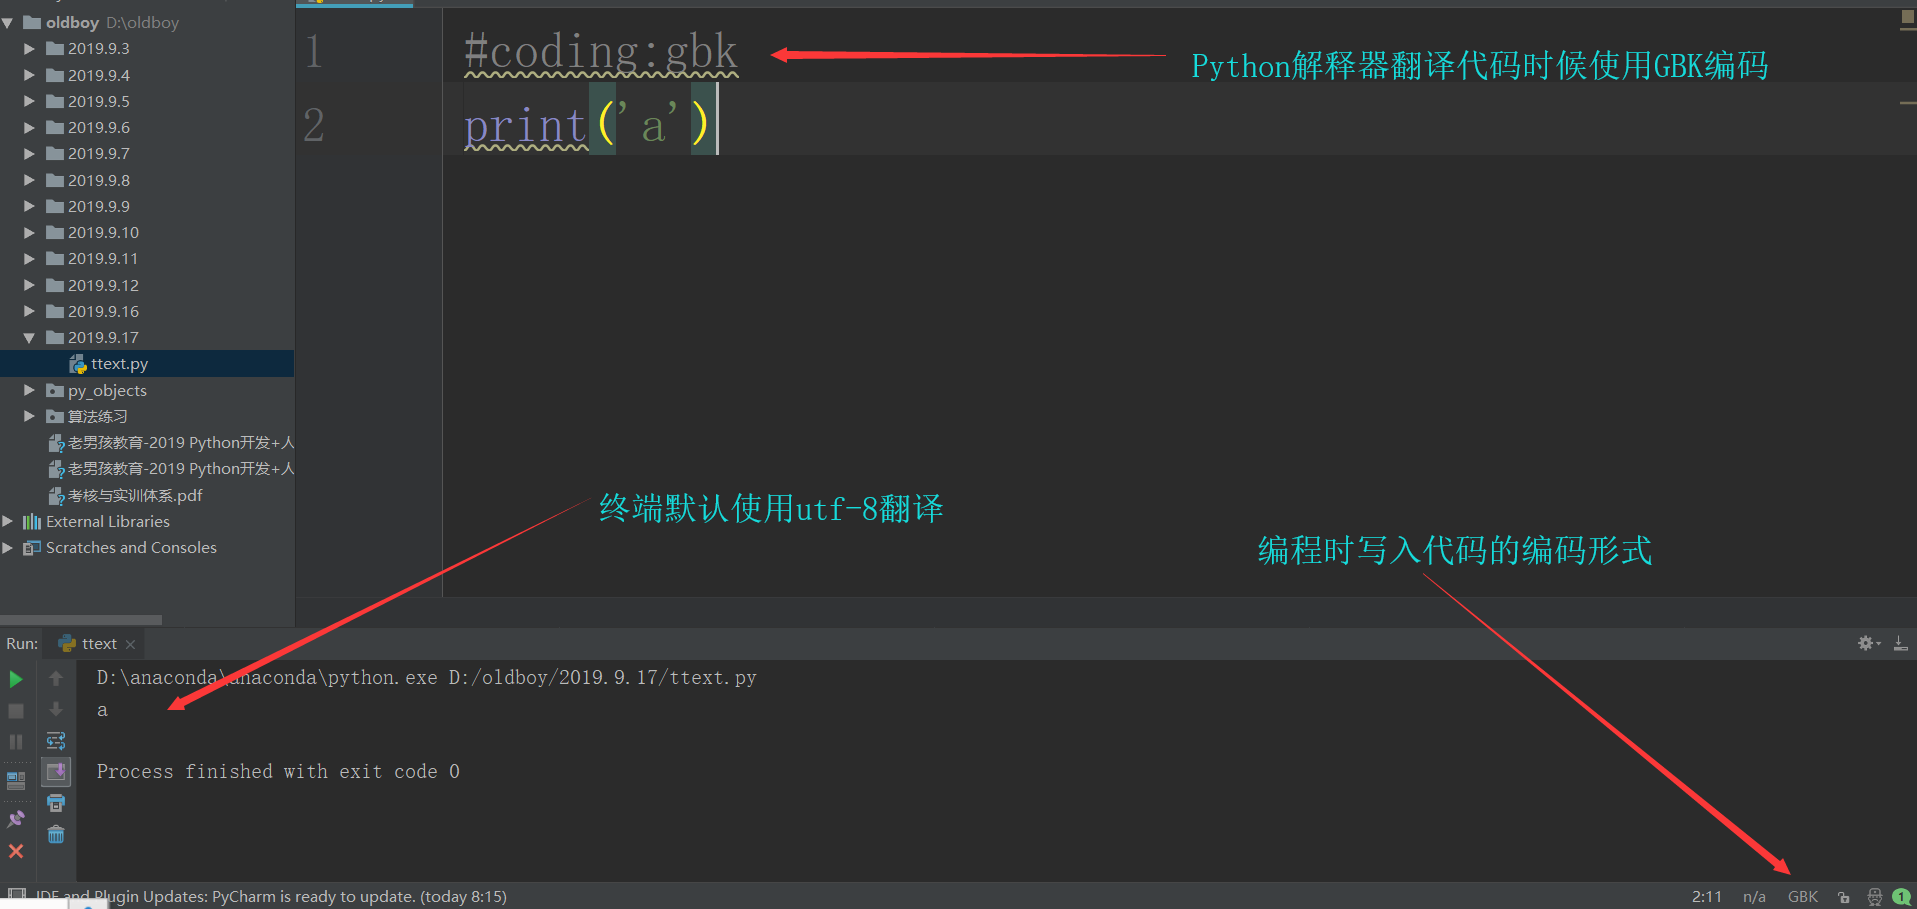 oldboy D:\oldboy
2019.9.3
2019.9.4
2019.9.5
2019.9.6
2019.9.7
2019.9.8
2019.9.9
2019.9.10
2019.9.11
2019.9.12
2019.9.16
2019.9.17
ttext.py
py_objects
算法练习
老男孩教育-2019 Python开发+人
老男孩教育-2019 Python开发+人
考核与实训体系.pdf
External Libraries
Scratches and Consoles
1 #coding:gbk
2 print('a')
Python解释器翻译代码时候使用GBK编码
终端默认使用utf-8翻译
编程时写入代码的编码形式
Run: ttext
D:\anaconda\anaconda\python.exe D:/oldboy/2019.9.17/ttext.py
a
Process finished with exit code 0
IDE and Plugin Updates: PyCharm is ready to update. (today 8:15)
2:11 n/a GBK 1